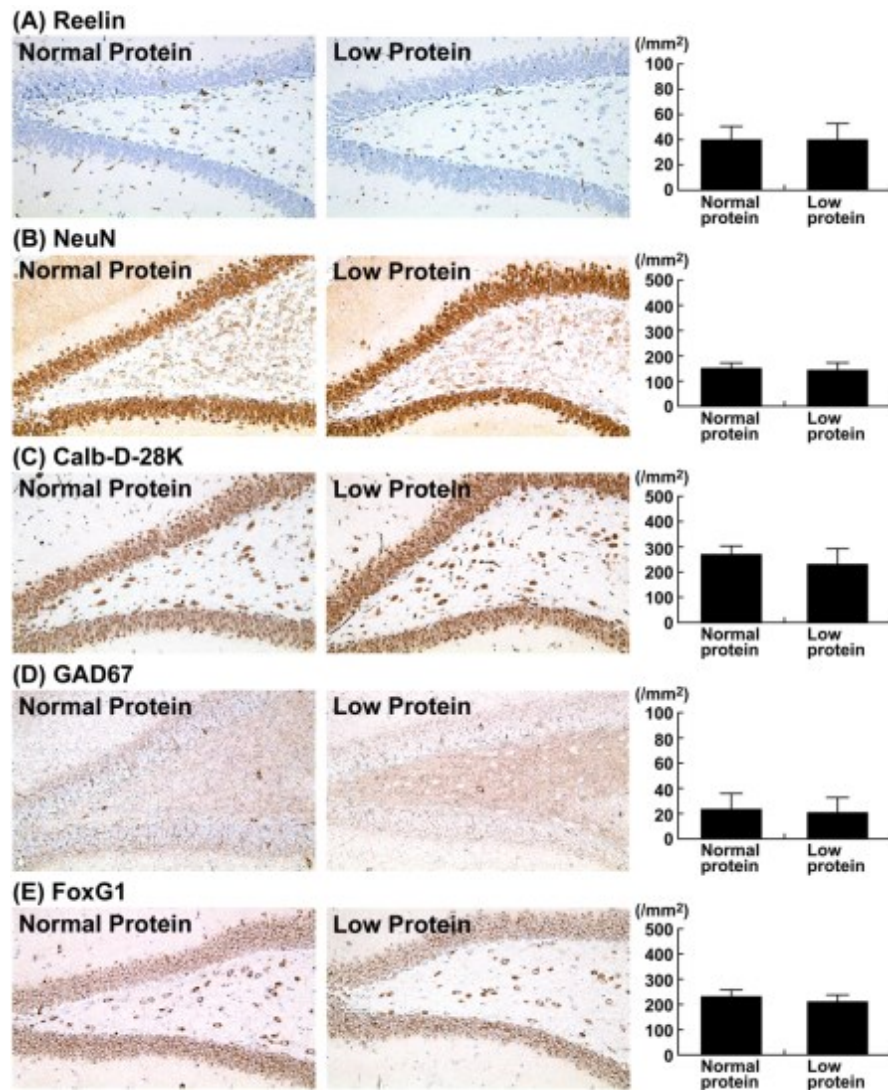 (A) Reelin
Normal Protein
Low Protein
(/mm²)
100
80
60
40
20
0
Normal protein
Low protein
(B) NeuN
Normal Protein
Low Protein
(/mm²)
500
400
300
200
100
0
Normal protein
Low protein
(C) Calb-D-28K
Normal Protein
Low Protein
(/mm²)
500
400
300
200
100
0
Normal protein
Low protein
(D) GAD67
Normal Protein
Low Protein
(/mm²)
100
80
60
40
20
0
Normal protein
Low protein
(E) FoxG1
Normal Protein
Low Protein
(/mm²)
500
400
300
200
100
0
Normal protein
Low protein